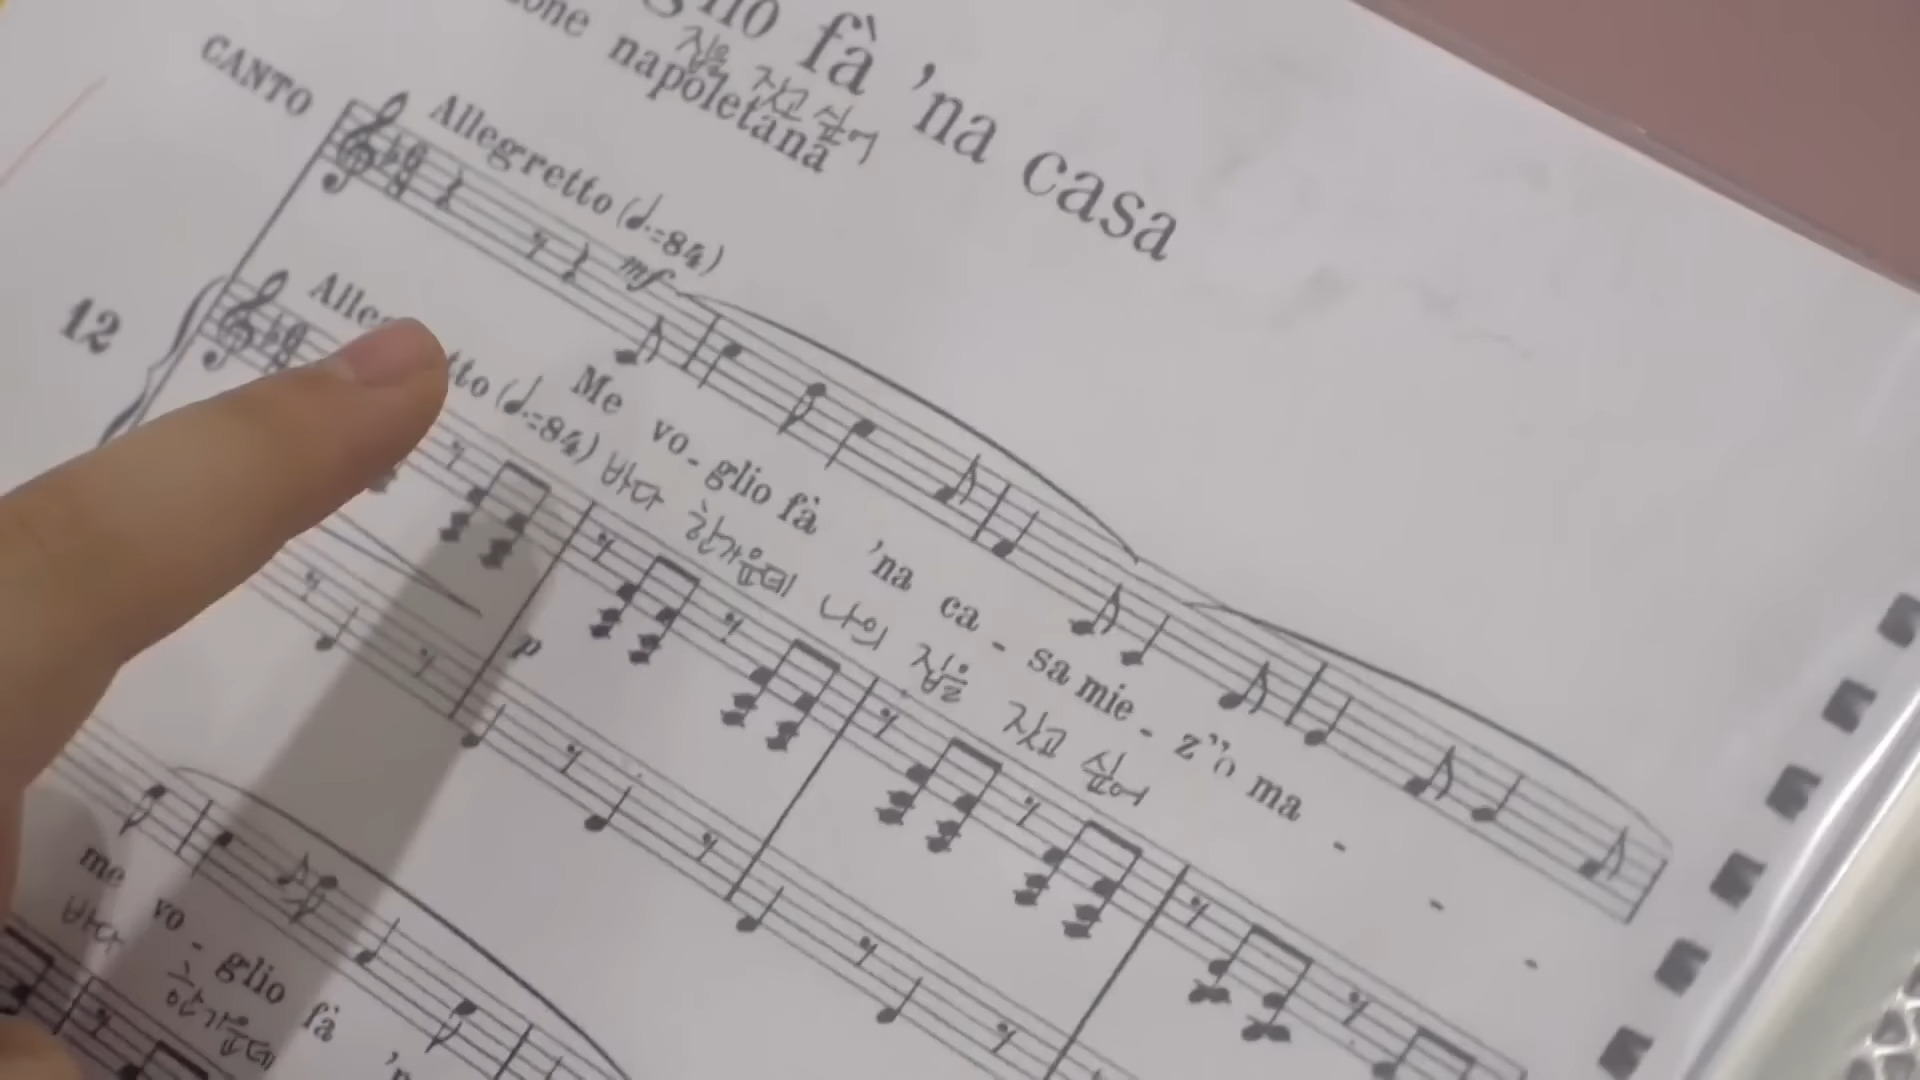 glio fà 'na casa
napoletana
집을 짓고 싶어
CANTO
Allegretto (♩.=84)
mf
12
Me vo - glio fà 'na ca - sa mie - z''o ma - - - -
바다 한가운데 나의 집을 짓고 싶어
(♩.=84)
p
me vo - glio fà
바다 한가운데